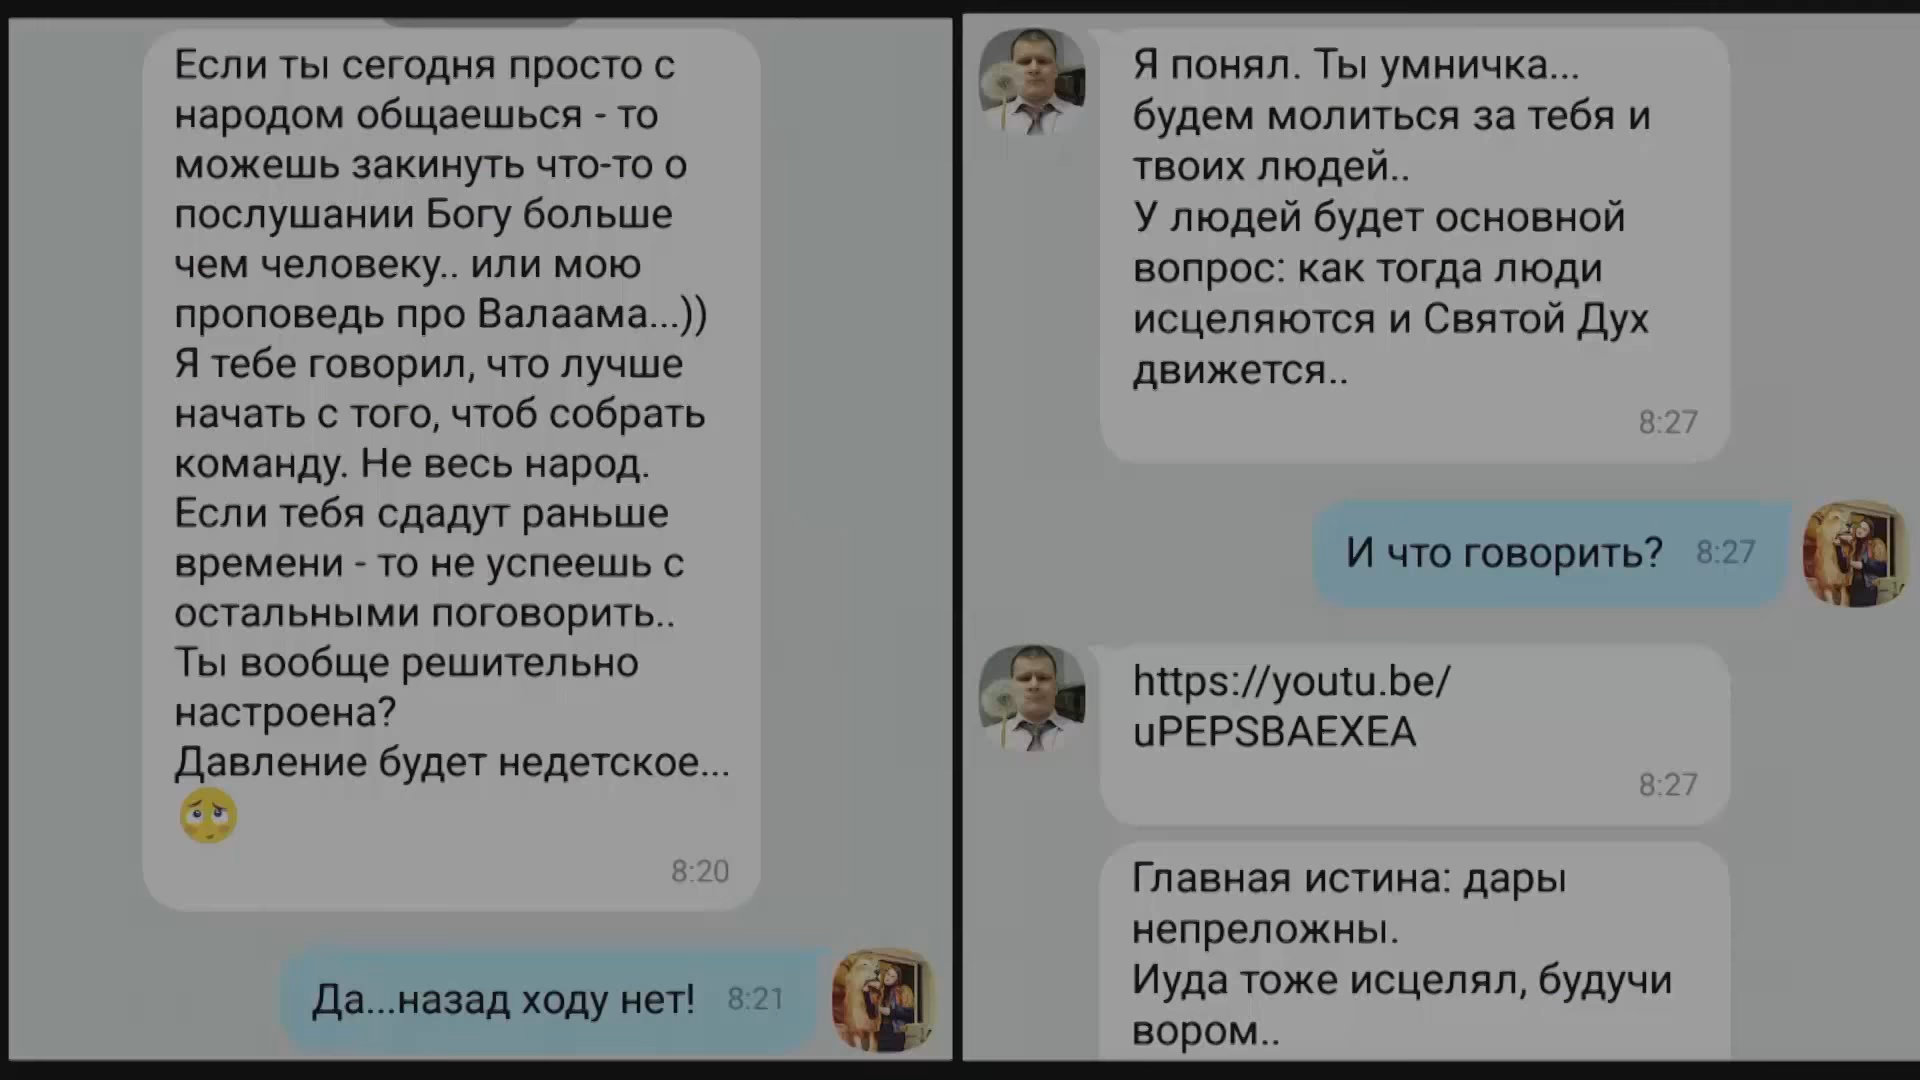 Если ты сегодня просто с
народом общаешься - то
можешь закинуть что-то о
послушании Богу больше
чем человеку.. или мою
проповедь про Валаама...))
Я тебе говорил, что лучше
начать с того, чтоб собрать
команду. Не весь народ.
Если тебя сдадут раньше
времени - то не успеешь с
остальными поговорить..
Ты вообще решительно
настроена?
Давление будет недетское...
8:20
Да...назад ходу нет! 8:21
Я понял. Ты умничка...
будем молиться за тебя и
твоих людей..
У людей будет основной
вопрос: как тогда люди
исцеляются и Святой Дух
движется..
8:27
И что говорить? 8:27
https://youtu.be/
uPEPSBAEXEA
8:27
Главная истина: дары
непреложны.
Иуда тоже исцелял, будучи
вором..